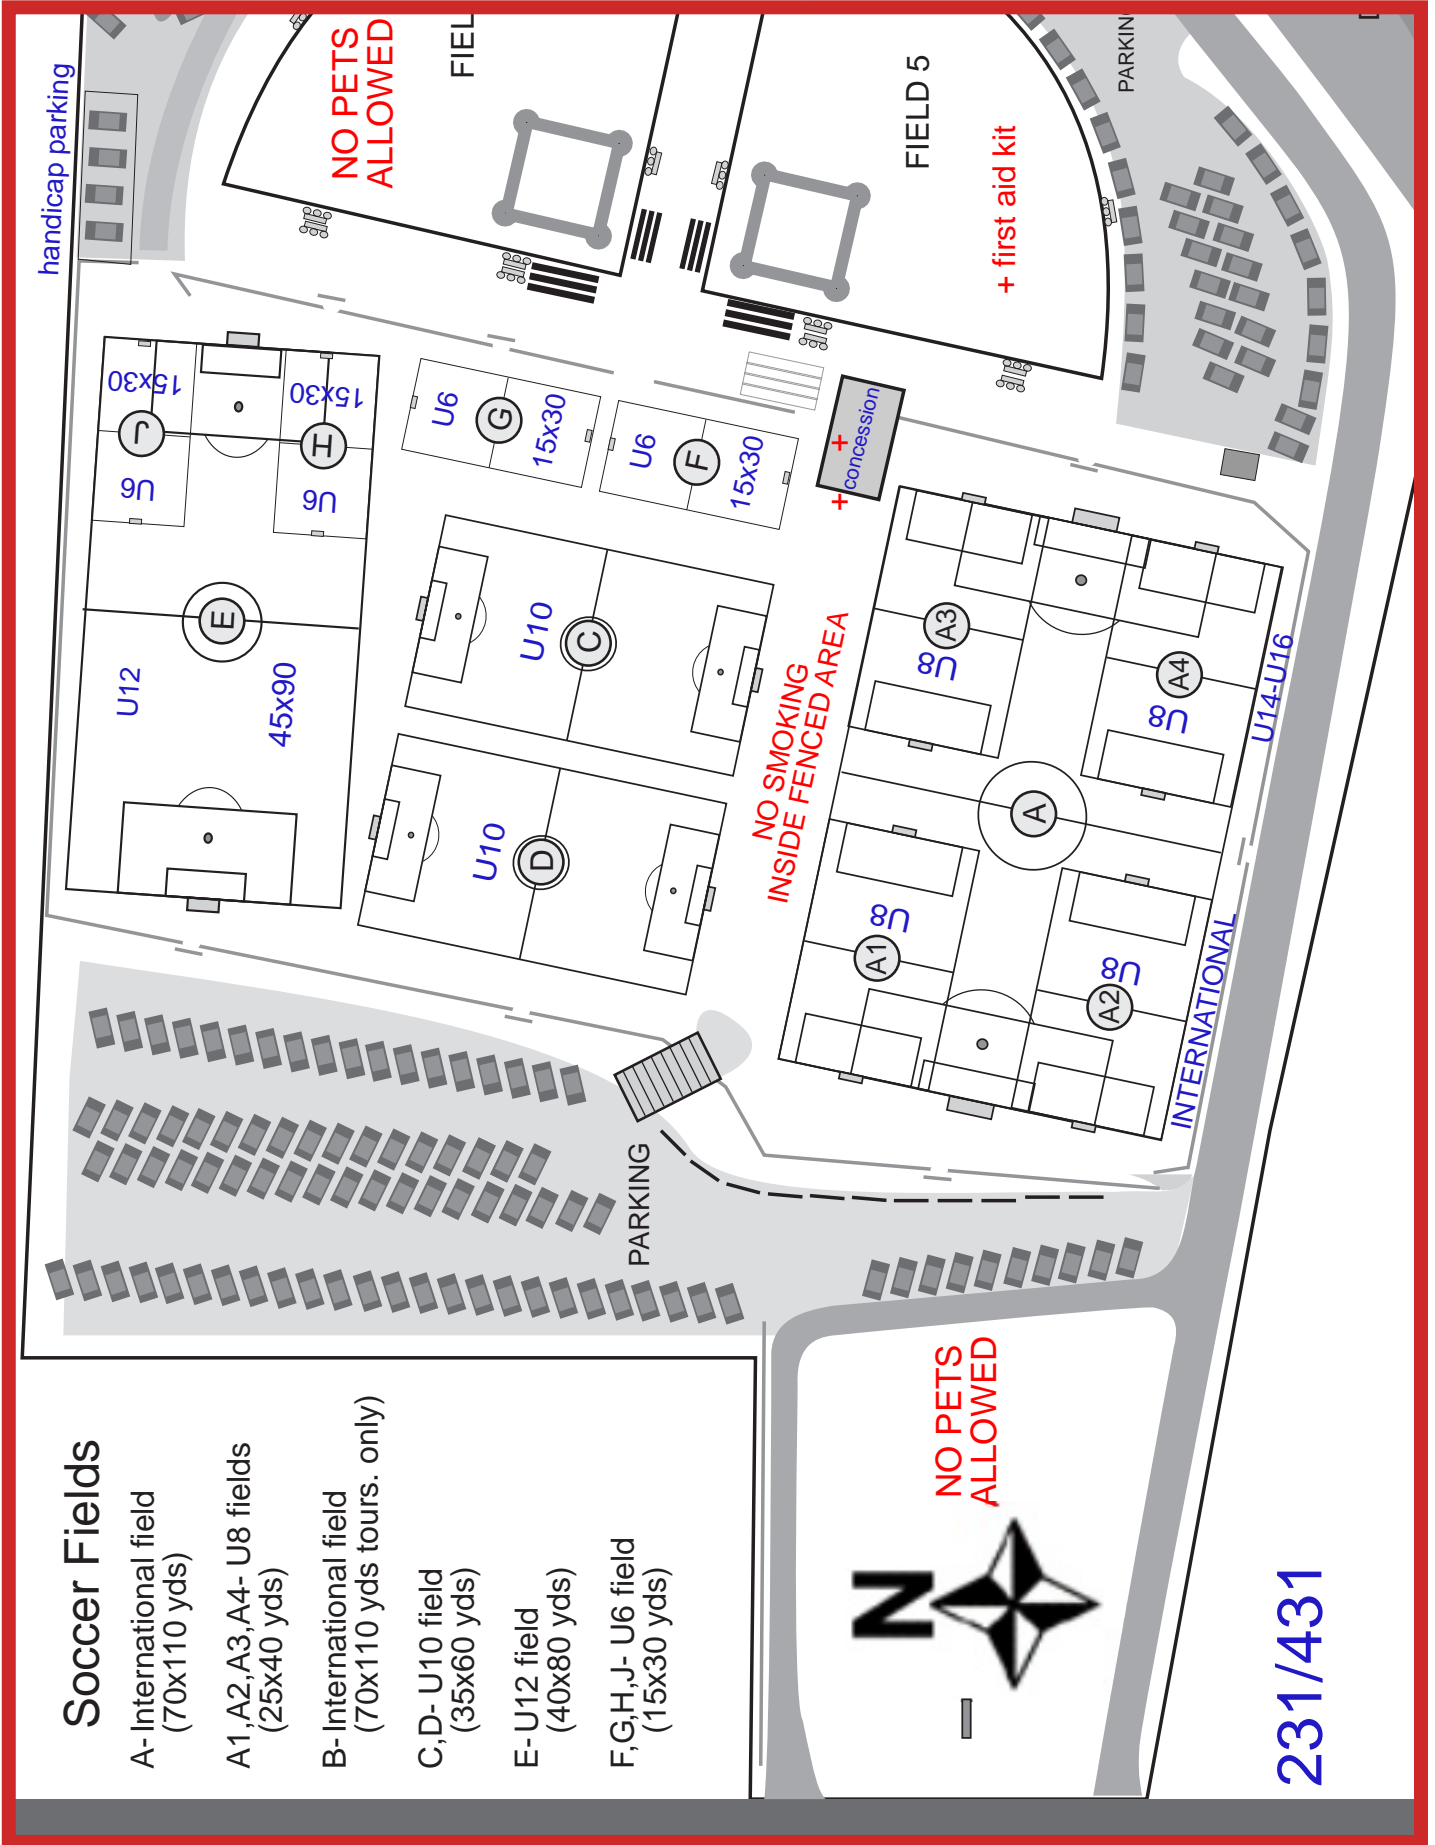 Soccer Fields
A- International field
(70x110 yds)
A1,A2,A3,A4- U8 fields
(25x40 yds)
B- International field
(70x110 yds tours. only)
C,D- U10 field
(35x60 yds)
E- U12 field
(40x80 yds)
F,G,H,J- U6 field
(15x30 yds)
handicap parking
NO PETS
ALLOWED
FIEL
FIELD 5
+ first aid kit
PARKING
15x30
J
U6
15x30
H
U6
U6
G
15x30
U6
F
15x30
+
+
concession
E
U12
45x90
U10
C
U10
D
NO SMOKING
INSIDE FENCED AREA
A3
U8
A4
U8
A
A1
U8
A2
U8
INTERNATIONAL
U14-U16
PARKING
NO PETS
ALLOWED
N
231/431